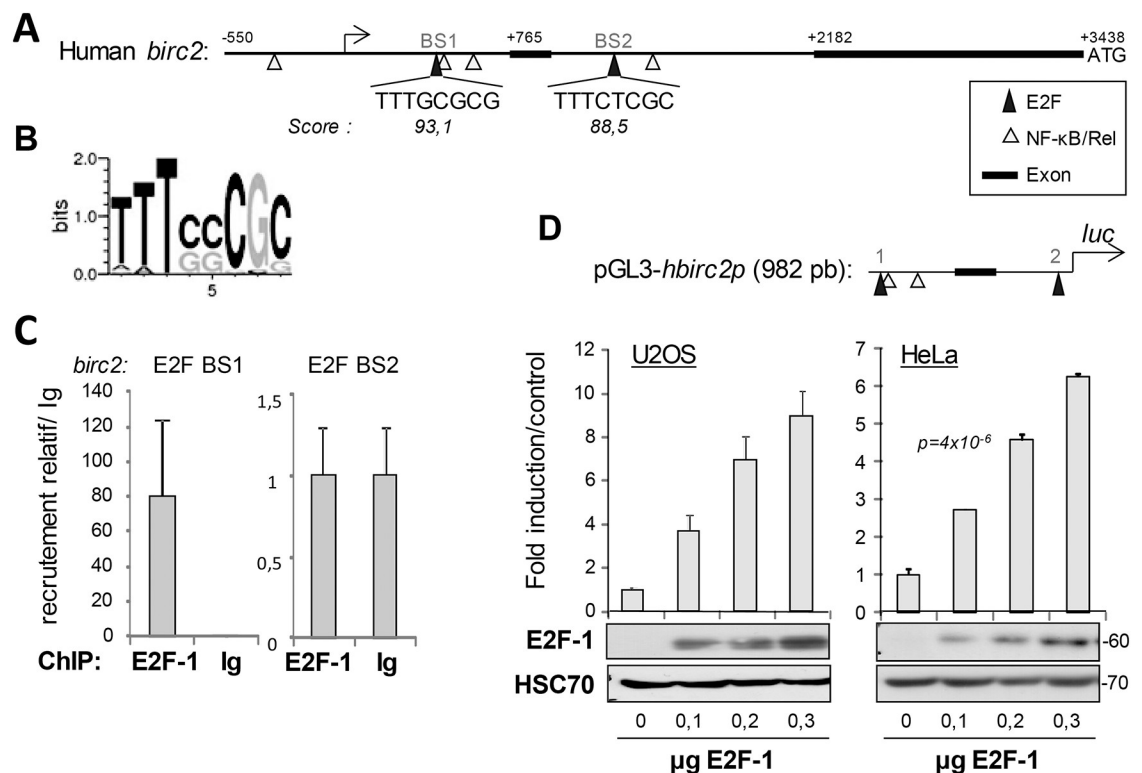 A
-550
BS1
+765
BS2
+2182
+3438
Human birc2:
ATG
TTTGCGCG
TTTCTCGC
Score :
93,1
88,5
E2F
NF-κB/Rel
Exon
B
2.0
1.0
0.0
bits
TTTCCCGC
GG
5
D
luc
1
2
pGL3-hbirc2p (982 pb):
C
birc2:
E2F BS1
E2F BS2
recrutement relatif/ Ig
140
120
100
80
60
40
20
0
1,5
1
0,5
0
ChIP:
E2F-1
Ig
E2F-1
Ig
U2OS
Fold induction/control
12
10
8
6
4
2
0
HeLa
7
6
5
4
3
2
1
0
p=4x10⁻⁶
E2F-1
-60
HSC70
-70
0
0,1
0,2
0,3
0
0,1
0,2
0,3
µg E2F-1
µg E2F-1